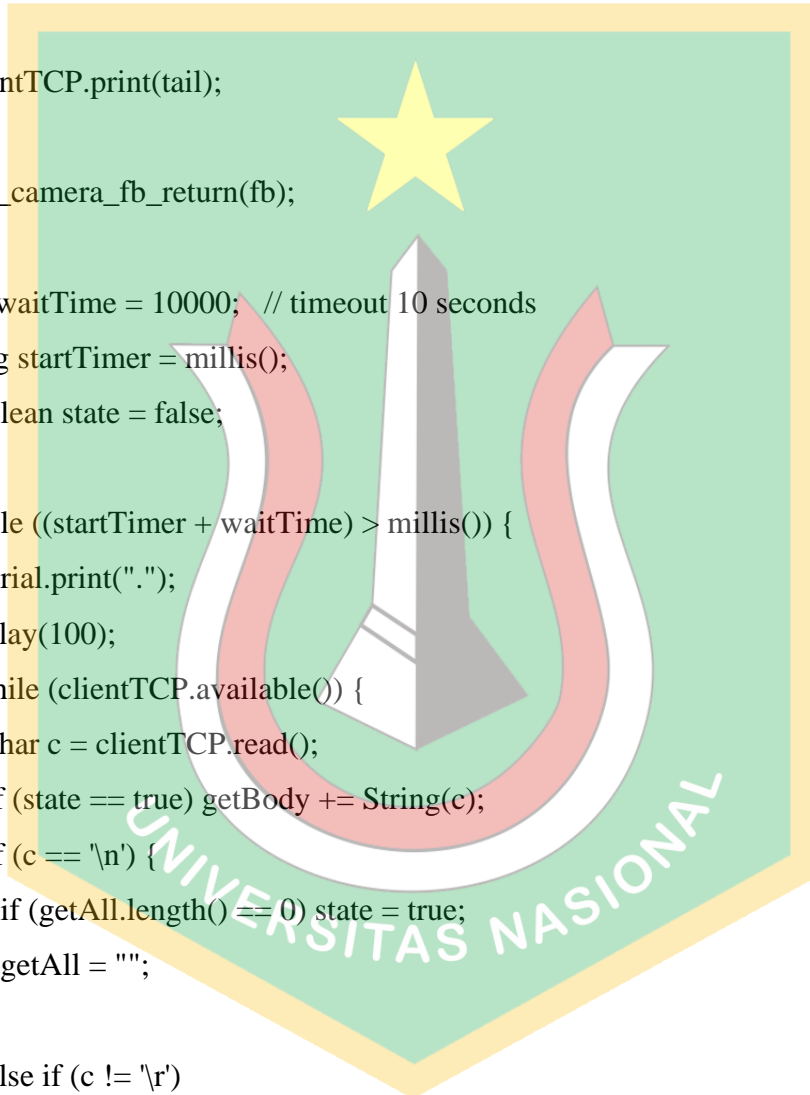 ntTCP.print(tail);
_camera_fb_return(fb);
waitTime = 10000;   // timeout 10 seconds
g startTimer = millis();
lean state = false;
le ((startTimer + waitTime) > millis()) {
rial.print(".");
lay(100);
hile (clientTCP.available()) {
har c = clientTCP.read();
f (state == true) getBody += String(c);
f (c == '\n') {
if (getAll.length() == 0) state = true;
getAll = "";
lse if (c != '\r')
UNIVERSITAS NASIONAL